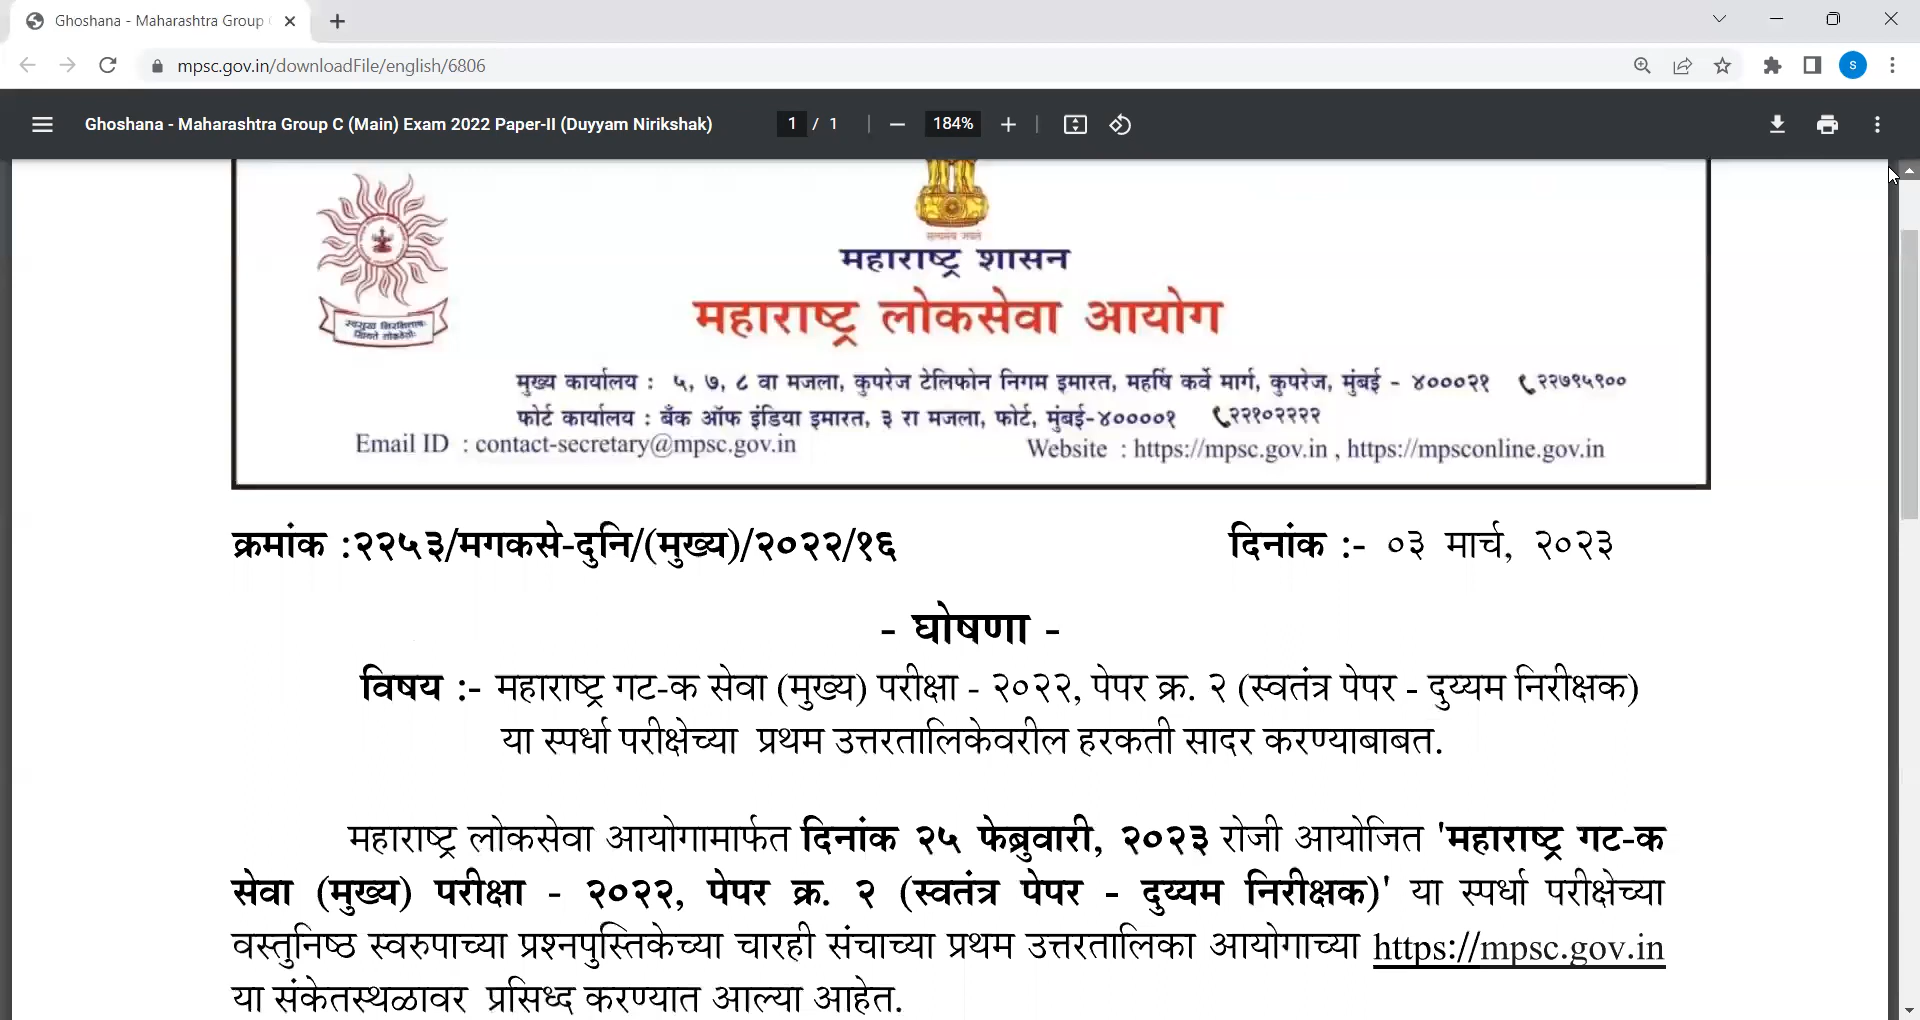 Ghoshana - Maharashtra Group
mpsc.gov.in/downloadFile/english/6806
S
Ghoshana - Maharashtra Group C (Main) Exam 2022 Paper-II (Duyyam Nirikshak)
1 / 1
184%
महाराष्ट्र शासन
महाराष्ट्र लोकसेवा आयोग
मुख्य कार्यालय : ५, ७, ८ वा मजला, कुपरेज टेलिफोन निगम इमारत, महर्षि कर्वे मार्ग, कुपरेज, मुंबई - ४०००२१ २२७९५९००
फोर्ट कार्यालय : बँक ऑफ इंडिया इमारत, ३ रा मजला, फोर्ट, मुंबई-४००००१ २२१०२२२२
Email ID : contact-secretary@mpsc.gov.in Website : https://mpsc.gov.in , https://mpsconline.gov.in
क्रमांक :२२५३/मगकसे-दुनि/(मुख्य)/२०२२/१६ दिनांक :- ०३ मार्च, २०२३
- घोषणा -
विषय :- महाराष्ट्र गट-क सेवा (मुख्य) परीक्षा - २०२२, पेपर क्र. २ (स्वतंत्र पेपर - दुय्यम निरीक्षक)
या स्पर्धा परीक्षेच्या प्रथम उत्तरतालिकेवरील हरकती सादर करण्याबाबत.
महाराष्ट्र लोकसेवा आयोगामार्फत दिनांक २५ फेब्रुवारी, २०२३ रोजी आयोजित 'महाराष्ट्र गट-क
सेवा (मुख्य) परीक्षा - २०२२, पेपर क्र. २ (स्वतंत्र पेपर - दुय्यम निरीक्षक)' या स्पर्धा परीक्षेच्या
वस्तुनिष्ठ स्वरुपाच्या प्रश्नपुस्तिकेच्या चारही संचाच्या प्रथम उत्तरतालिका आयोगाच्या https://mpsc.gov.in
या संकेतस्थळावर प्रसिध्द करण्यात आल्या आहेत.